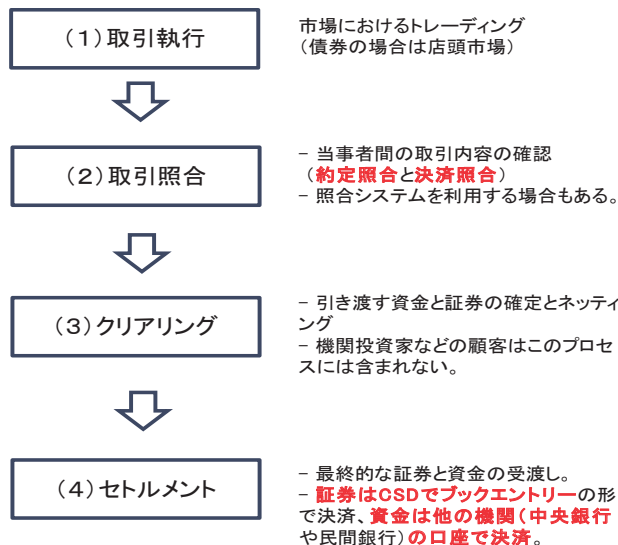 (1)取引執行
市場におけるトレーディング
(債券の場合は店頭市場)
(2)取引照合
- 当事者間の取引内容の確認
(約定照合と決済照合)
- 照合システムを利用する場合もある。
(3)クリアリング
- 引き渡す資金と証券の確定とネッティ
ング
- 機関投資家などの顧客はこのプロセ
スには含まれない。
(4)セトルメント
- 最終的な証券と資金の受渡し。
- 証券はCSDでブックエントリーの形
で決済、資金は他の機関(中央銀行
や民間銀行)の口座で決済。